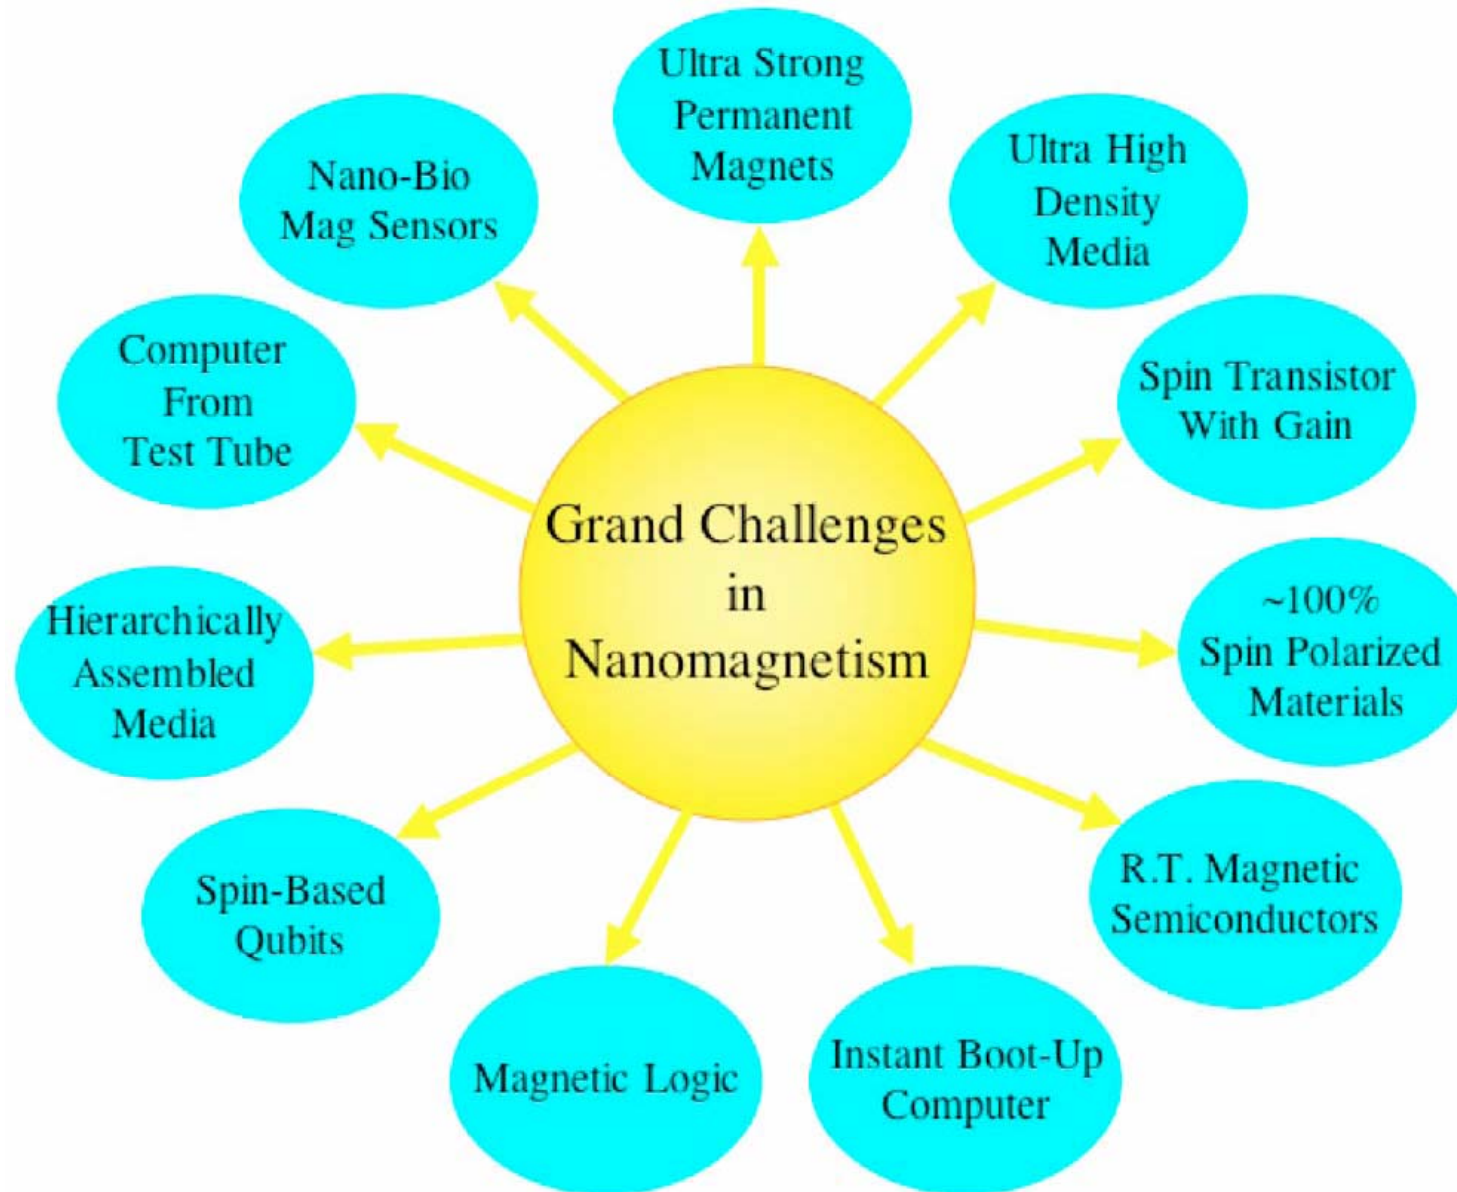 Ultra Strong
Permanent
Magnets
Ultra High
Density
Media
Spin Transistor
With Gain
~100%
Spin Polarized
Materials
R.T. Magnetic
Semiconductors
Instant Boot-Up
Computer
Magnetic Logic
Spin-Based
Qubits
Hierarchically
Assembled
Media
Computer
From
Test Tube
Nano-Bio
Mag Sensors
Grand Challenges
in
Nanomagnetism